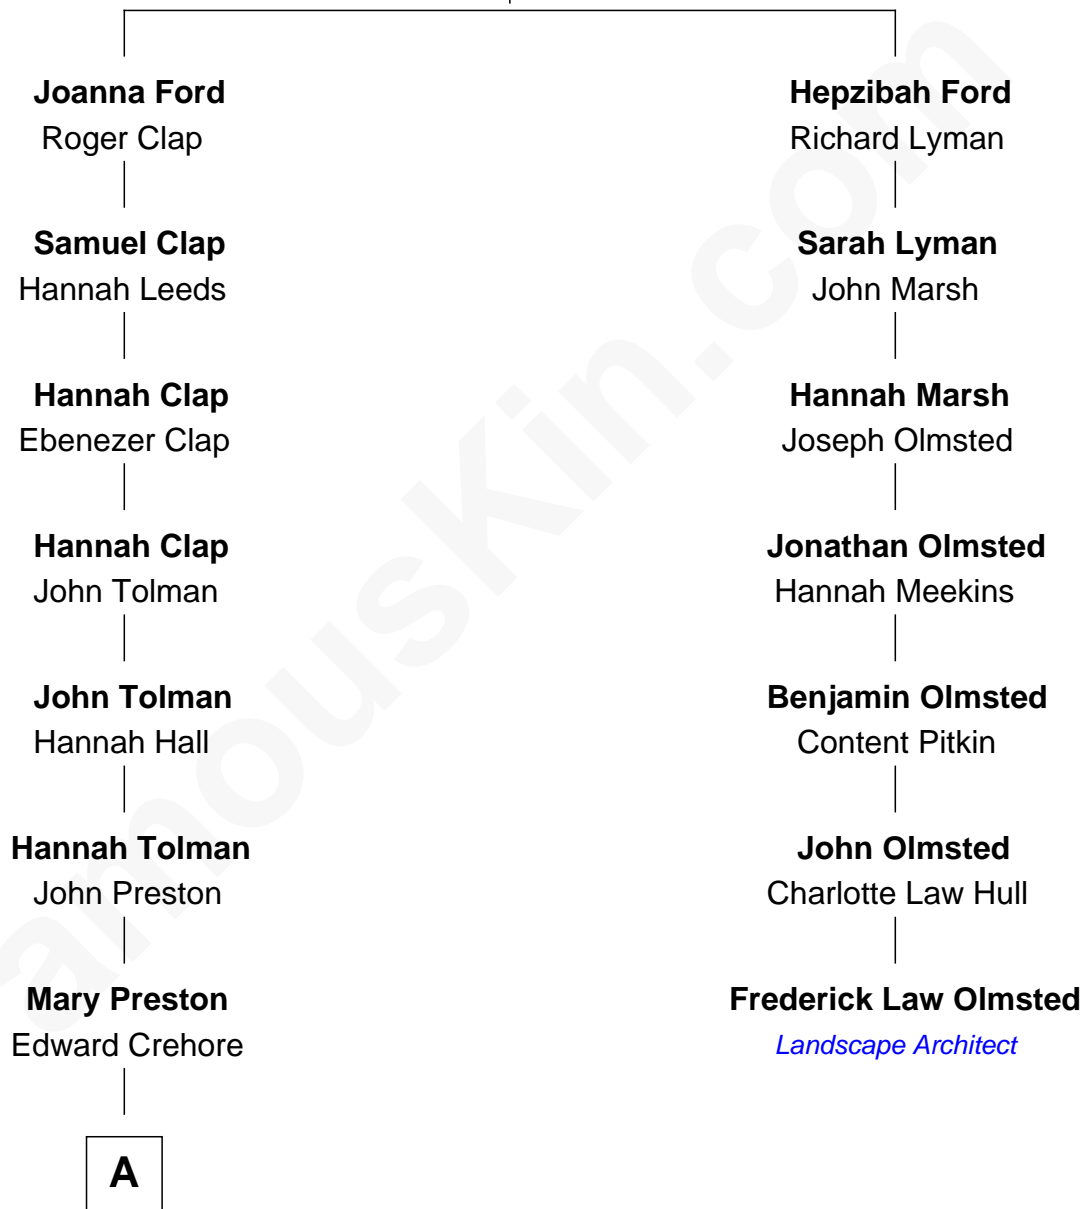 Joanna Ford
Roger Clap
Samuel Clap
Hannah Leeds
Hannah Clap
Ebenezer Clap
Hannah Clap
John Tolman
John Tolman
Hannah Hall
Hannah Tolman
John Preston
Mary Preston
Edward Crehore
A
Hepzibah Ford
Richard Lyman
Sarah Lyman
John Marsh
Hannah Marsh
Joseph Olmsted
Jonathan Olmsted
Hannah Meekins
Benjamin Olmsted
Content Pitkin
John Olmsted
Charlotte Law Hull
Frederick Law Olmsted
Landscape Architect
amousKin.com